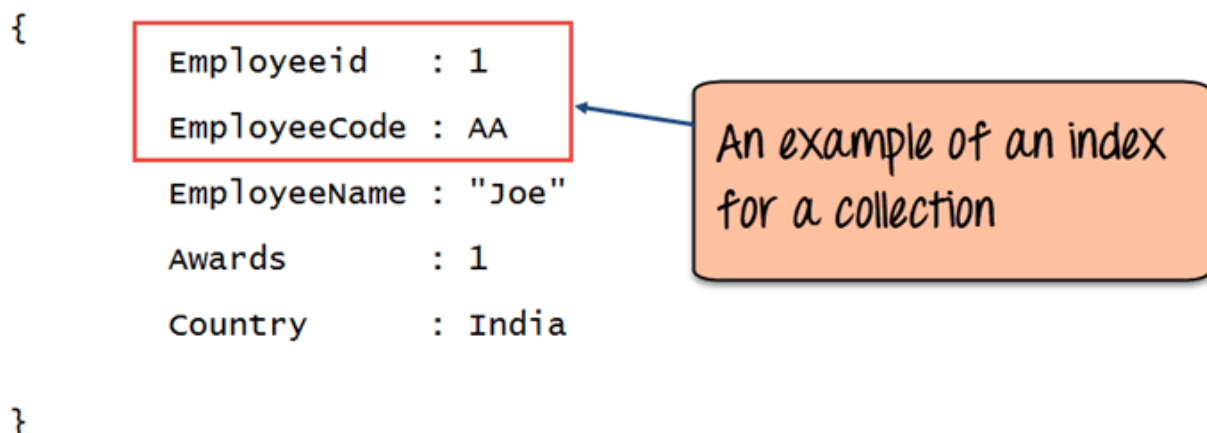 {
Employeeid : 1
EmployeeCode : AA
EmployeeName : "Joe"
Awards : 1
Country : India
}
An example of an index
for a collection